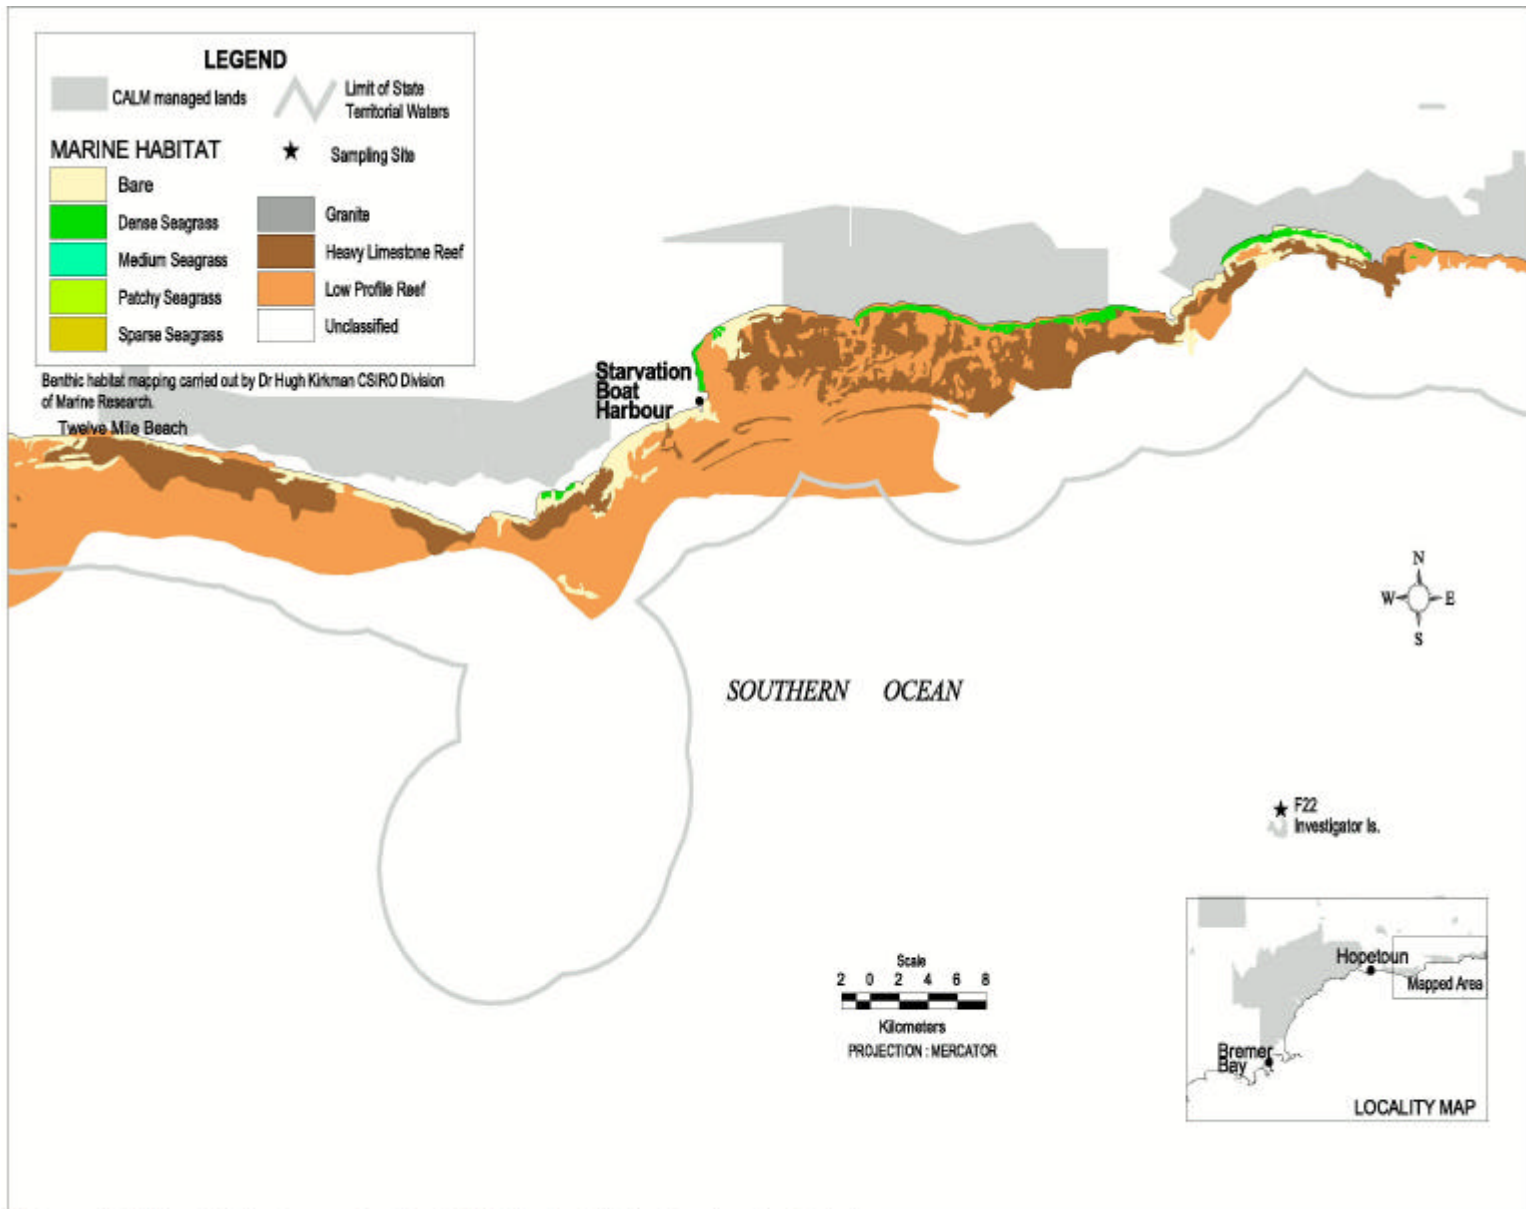 LEGEND
CALM managed lands
Limit of State
Territorial Waters
MARINE HABITAT
Sampling Site
Bare
Dense Seagrass
Medium Seagrass
Patchy Seagrass
Sparse Seagrass
Granite
Heavy Limestone Reef
Low Profile Reef
Unclassified
Benthic habitat mapping carried out by Dr Hugh Kirkman CSIRO Division
of Marine Research.
Twelve Mile Beach
Starvation
Boat
Harbour
N
W E
S
SOUTHERN OCEAN
F22
Investigator Is.
Scale
2 0 2 4 6 8
Kilometers
PROJECTION : MERCATOR
Hopetoun
Mapped Area
Bremer
Bay
LOCALITY MAP